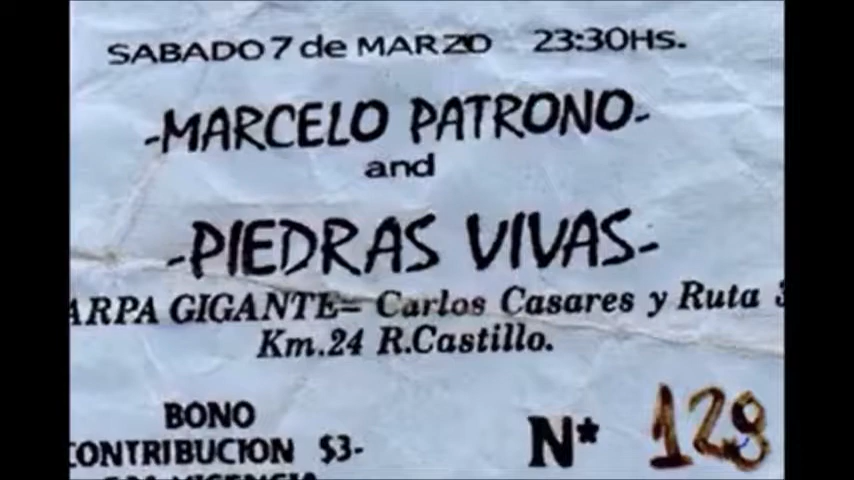 SABADO 7 de MARZO 23:30HS.
-MARCELO PATRONO-
and
-PIEDRAS VIVAS-
ARPA GIGANTE= Carlos Casares y Ruta 3
Km.24 R.Castillo.
BONO
CONTRIBUCION $3-
N* 128